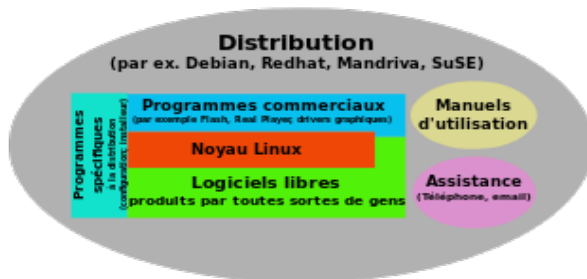 Distribution
(par ex. Debian, Redhat, Mandriva, SuSE)
Programmes
spécifiques
à la distribution
(configuration, installeur)
Programmes commerciaux
(par exemple Flash, Real Player, drivers graphiques)
Noyau Linux
Logiciels libres
produits par toutes sortes de gens
Manuels
d'utilisation
Assistance
(Téléphone, email)